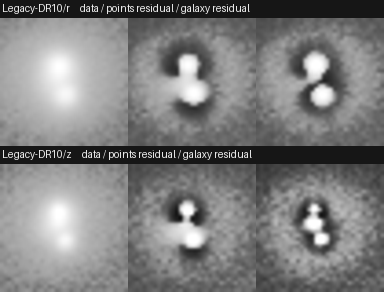 Legacy-DR10/r data / points residual / galaxy residual
Legacy-DR10/z data / points residual / galaxy residual